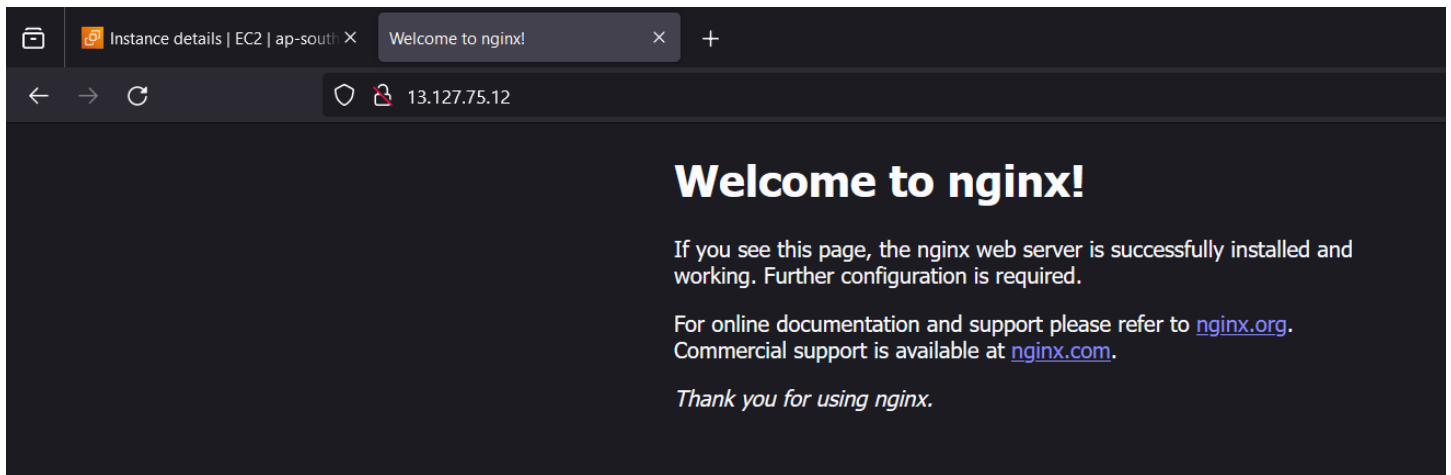 Instance details | EC2 | ap-south
Welcome to nginx!
13.127.75.12
Welcome to nginx!
If you see this page, the nginx web server is successfully installed and
working. Further configuration is required.
For online documentation and support please refer to nginx.org.
Commercial support is available at nginx.com.
Thank you for using nginx.